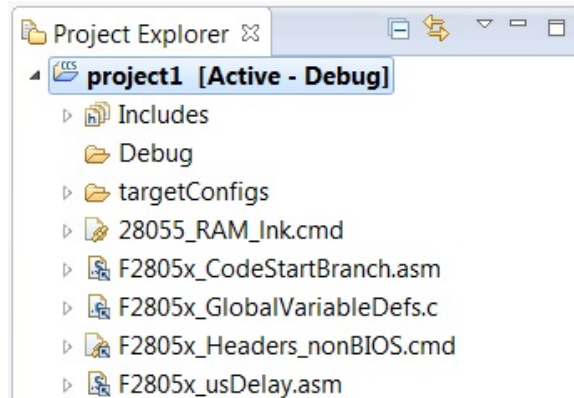 Project Explorer
project1 [Active - Debug]
Includes
Debug
targetConfigs
28055_RAM_lnk.cmd
F2805x_CodeStartBranch.asm
F2805x_GlobalVariableDefs.c
F2805x_Headers_nonBIOS.cmd
F2805x_usDelay.asm